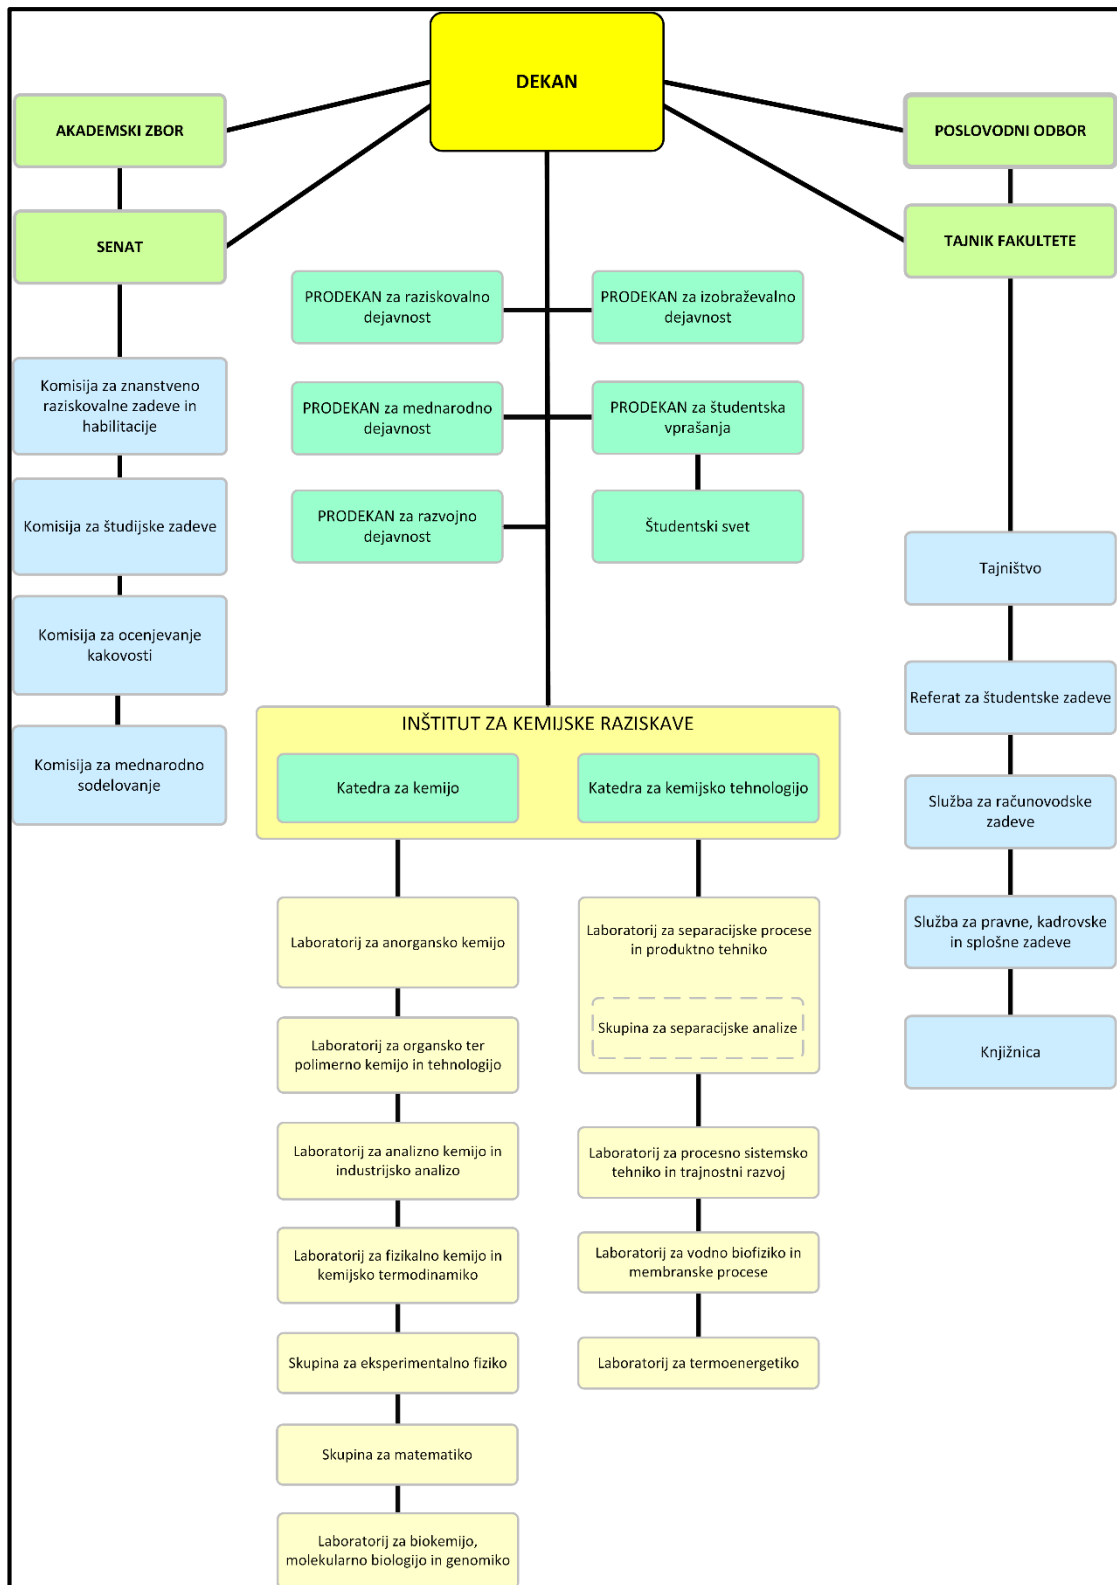 DEKAN
AKADEMSKI ZBOR
POSLOVODNI ODBOR
SENAT
TAJNIK FAKULTETE
PRODEKAN za raziskovalno
dejavnost
PRODEKAN za izobraževalno
dejavnost
PRODEKAN za mednarodno
dejavnost
PRODEKAN za študentska
vprašanja
PRODEKAN za razvojno
dejavnost
Študentski svet
Komisija za znanstveno
raziskovalne zadeve in
habilitacije
Komisija za študijske zadeve
Komisija za ocenjevanje
kakovosti
Komisija za mednarodno
sodelovanje
Tajništvo
Referat za študentske zadeve
Služba za računovodske
zadeve
Služba za pravne, kadrovske
in splošne zadeve
Knjižnica
INŠTITUT ZA KEMIJSKE RAZISKAVE
Katedra za kemijo
Katedra za kemijsko tehnologijo
Laboratorij za anorgansko kemijo
Laboratorij za organsko ter
polimerno kemijo in tehnologijo
Laboratorij za analizno kemijo in
industrijsko analizo
Laboratorij za fizikalno kemijo in
kemijsko termodinamiko
Skupina za eksperimentalno fiziko
Skupina za matematiko
Laboratorij za biokemijo,
molekularno biologijo in genomiko
Laboratorij za separacijske procese
in produktno tehniko
Skupina za separacijske analize
Laboratorij za procesno sistemsko
tehniko in trajnostni razvoj
Laboratorij za vodno biofiziko in
membranske procese
Laboratorij za termoenergetiko